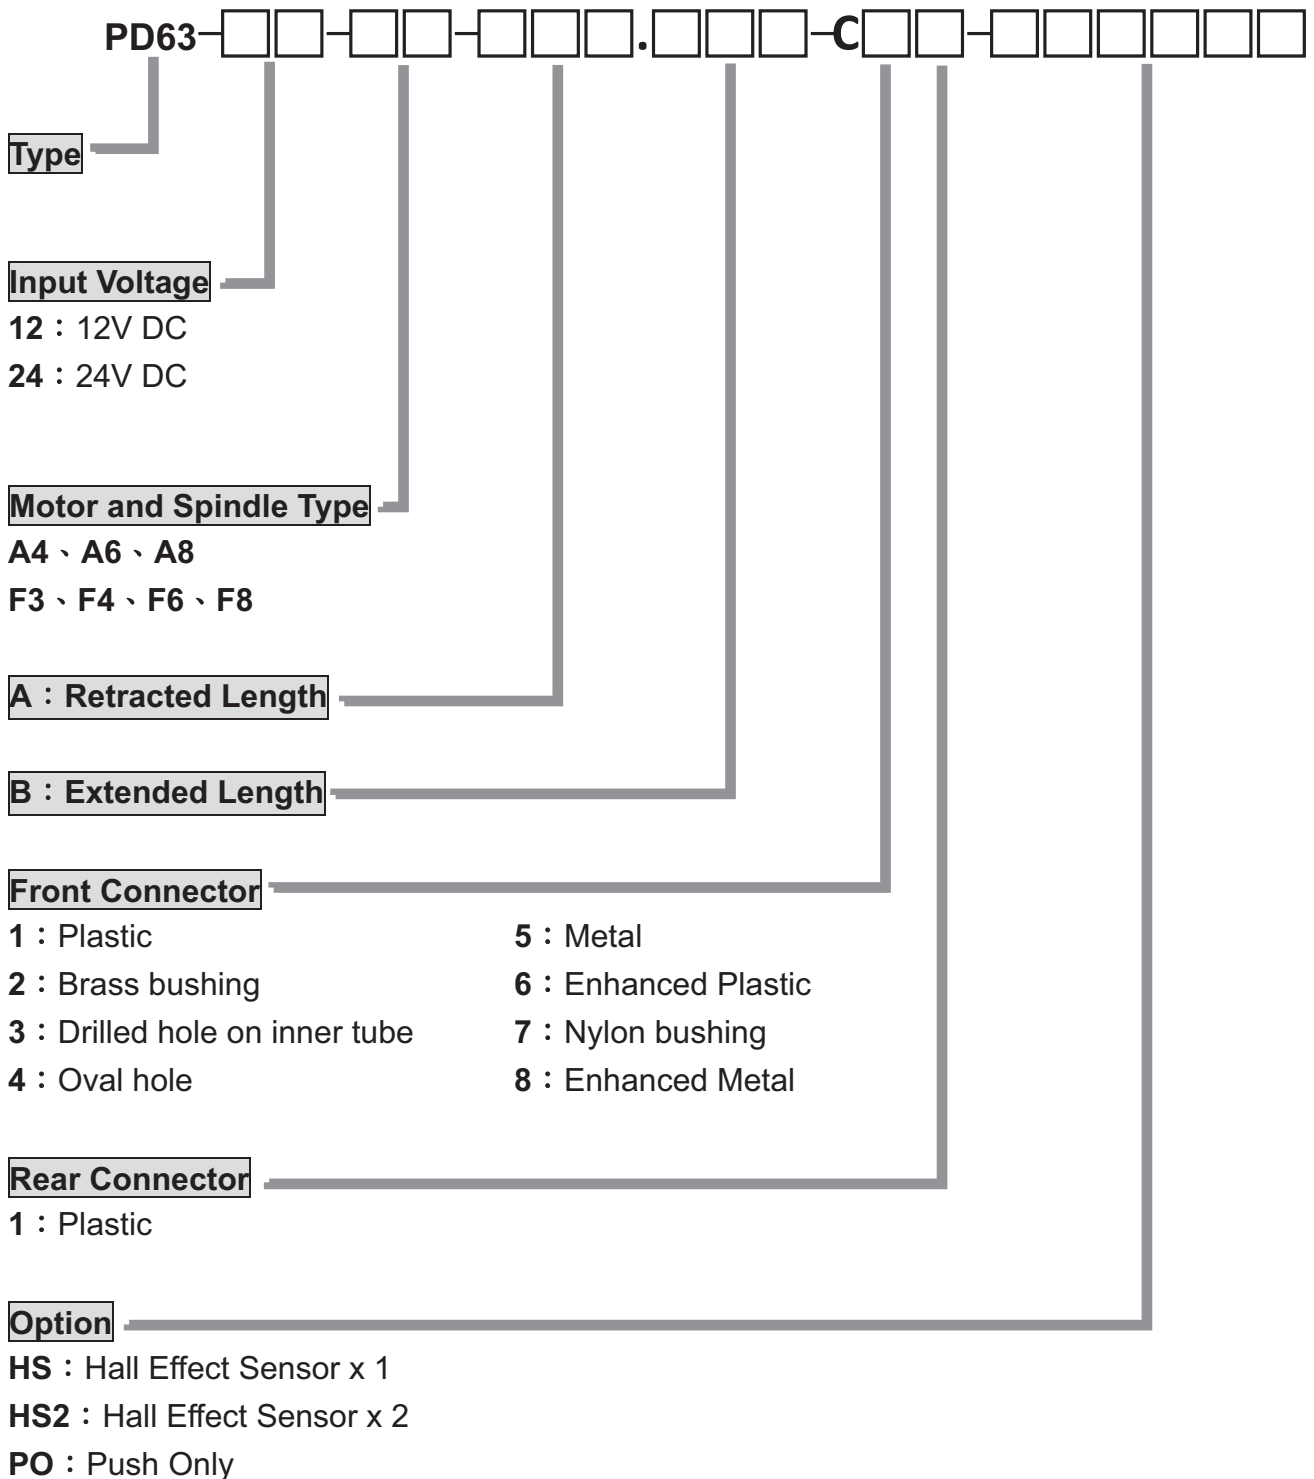 PD63-□□-□□-□□□.□□□-C□□-□□□□□□
Type
Input Voltage
12：12V DC
24：24V DC
Motor and Spindle Type
A4、A6、A8
F3、F4、F6、F8
A：Retracted Length
B：Extended Length
Front Connector
1：Plastic
2：Brass bushing
3：Drilled hole on inner tube
4：Oval hole
5：Metal
6：Enhanced Plastic
7：Nylon bushing
8：Enhanced Metal
Rear Connector
1：Plastic
Option
HS：Hall Effect Sensor x 1
HS2：Hall Effect Sensor x 2
PO：Push Only